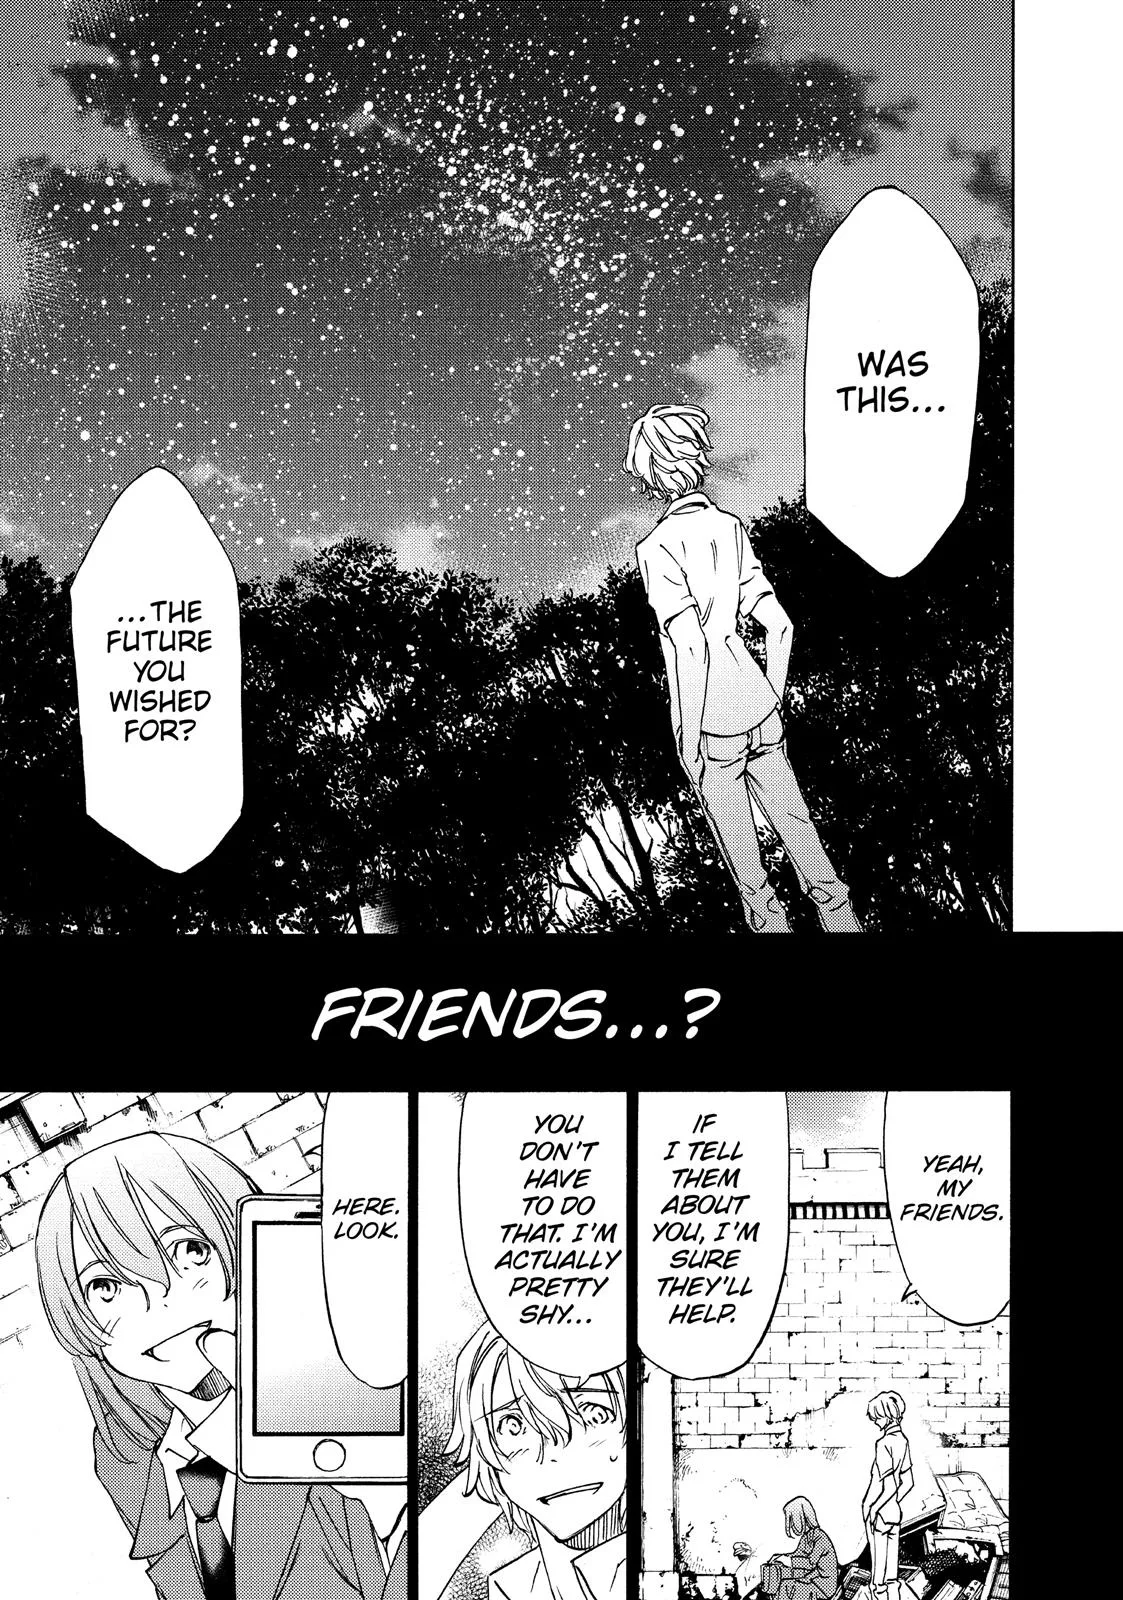 WAS
THIS...
...THE
FUTURE
YOU
WISHED
FOR?
FRIENDS...?
YEAH,
MY
FRIENDS.
IF
I TELL
THEM
ABOUT
YOU, I'M
SURE
THEY'LL
HELP.
YOU
DON'T
HAVE
TO DO
THAT. I'M
ACTUALLY
PRETTY
SHY...
HERE.
LOOK.